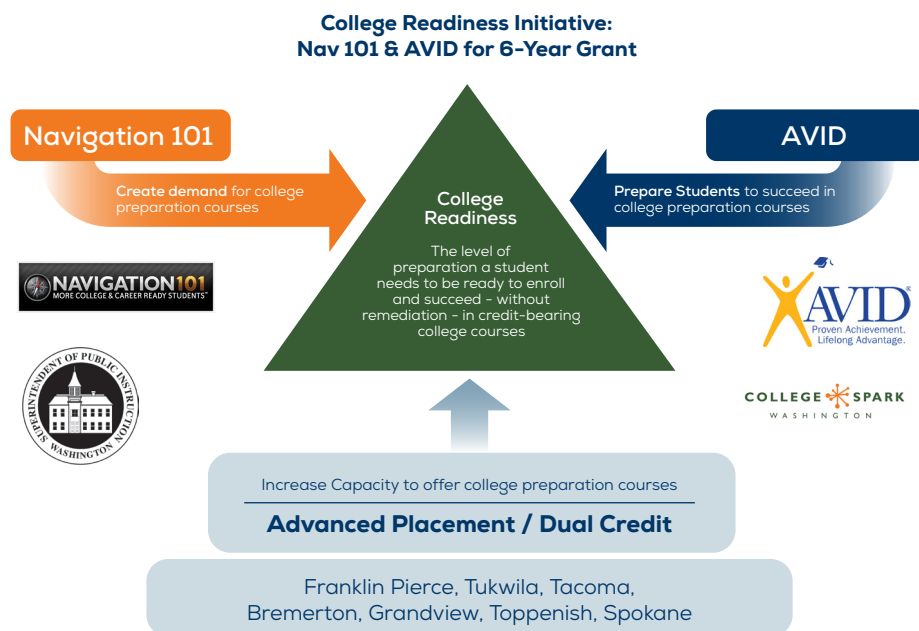 College Readiness Initiative:
Nav 101 & AVID for 6-Year Grant
Navigation 101
Create demand for college
preparation courses
AVID
Prepare Students to succeed in
college preparation courses
College
Readiness
The level of
preparation a student
needs to be ready to enroll
and succeed - without
remediation - in credit-bearing
college courses
NAVIGATION101
MORE COLLEGE & CAREER READY STUDENTS™
SUPERINTENDENT OF PUBLIC INSTRUCTION
WASHINGTON
AVID®
Proven Achievement.
Lifelong Advantage.
COLLEGE SPARK
WASHINGTON
Increase Capacity to offer college preparation courses
Advanced Placement / Dual Credit
Franklin Pierce, Tukwila, Tacoma,
Bremerton, Grandview, Toppenish, Spokane